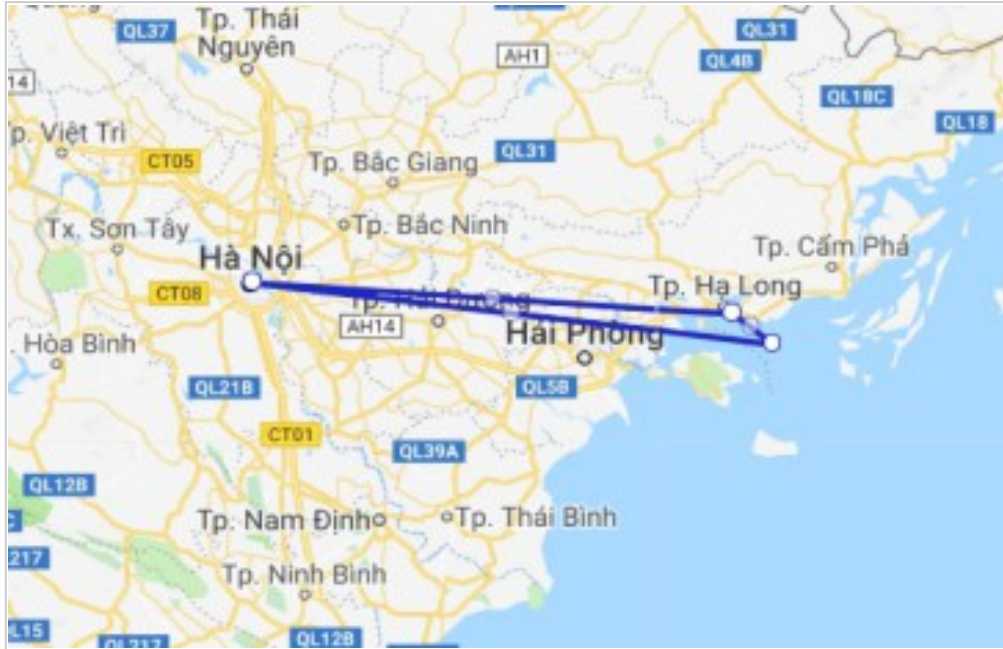 QL37
Tp. Thái
Nguyên
AH1
QL31
QL4B
14
QL18C
QL18
p. Việt Trì
CT05
Tp. Bắc Giang
QL31
Tx. Sơn Tây
Tp. Bắc Ninh
Hà Nội
Tp. Cẩm Phả
CT08
Tp. Hạ Long
AH14
Hải Phòng
Hòa Bình
QL21B
QL5B
CT01
QL39A
QL12B
Tp. Nam Định
Tp. Thái Bình
217
Tp. Ninh Bình
L15
QL217
QL12B